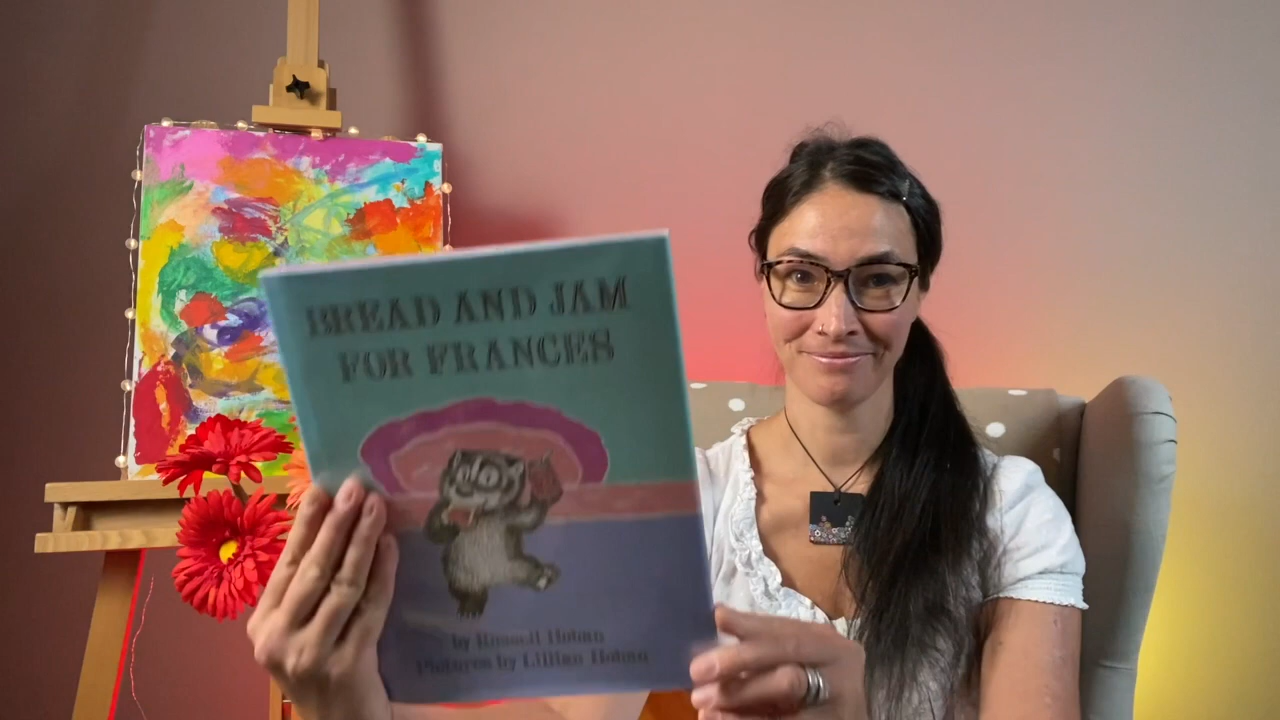 BREAD AND JAM
FOR FRANCES
by Russell Hoban
Pictures by Lillian Hoban